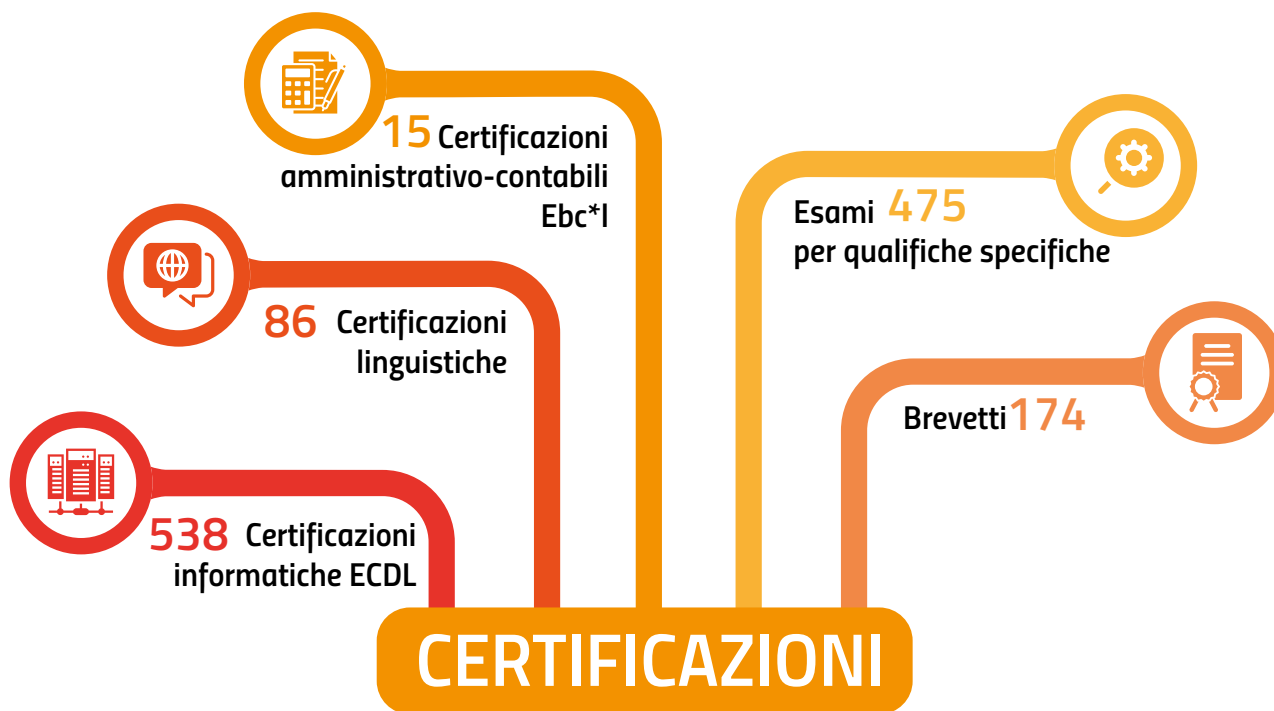 15 Certificazioni
amministrativo-contabili
Ebc*l
86 Certificazioni
linguistiche
538 Certificazioni
informatiche ECDL
Esami 475
per qualifiche specifiche
Brevetti 174
CERTIFICAZIONI